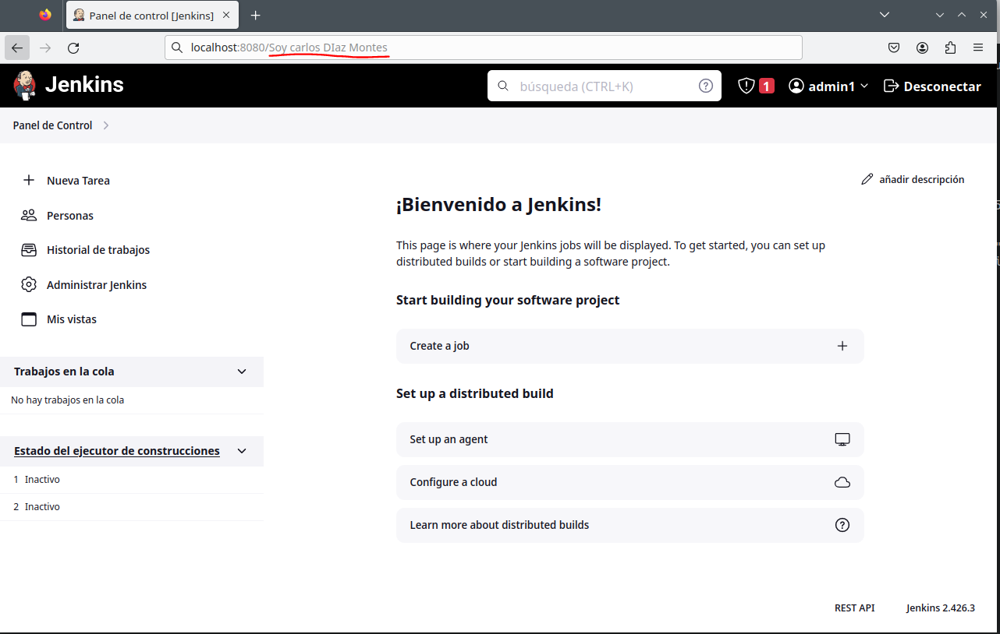 Panel de control [Jenkins]
localhost:8080/Soy carlos DIaz Montes
Jenkins
búsqueda (CTRL+K)
1
admin1
Desconectar
Panel de Control
Nueva Tarea
Personas
Historial de trabajos
Administrar Jenkins
Mis vistas
Trabajos en la cola
No hay trabajos en la cola
Estado del ejecutor de construcciones
1 Inactivo
2 Inactivo
añadir descripción
¡Bienvenido a Jenkins!
This page is where your Jenkins jobs will be displayed. To get started, you can set up
distributed builds or start building a software project.
Start building your software project
Create a job
Set up a distributed build
Set up an agent
Configure a cloud
Learn more about distributed builds
REST API
Jenkins 2.426.3